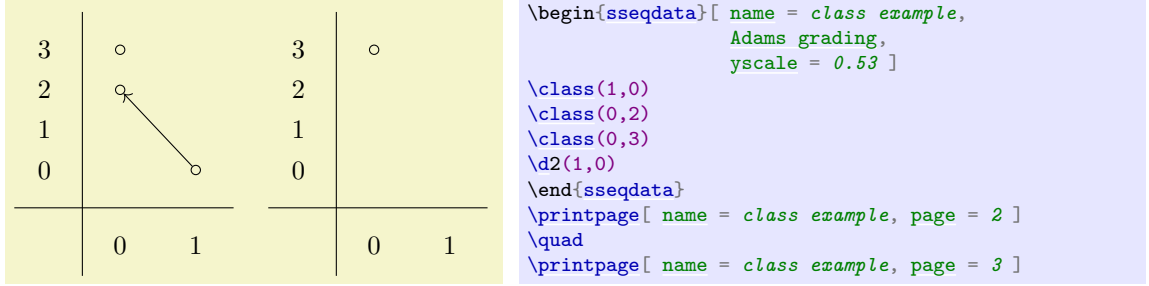 3
2
1
0
0 1
3
2
1
0
0 1
\begin{sseqdata}[ name = class example,
Adams grading,
yscale = 0.53 ]
\class(1,0)
\class(0,2)
\class(0,3)
\d2(1,0)
\end{sseqdata}
\printpage[ name = class example, page = 2 ]
\quad
\printpage[ name = class example, page = 3 ]